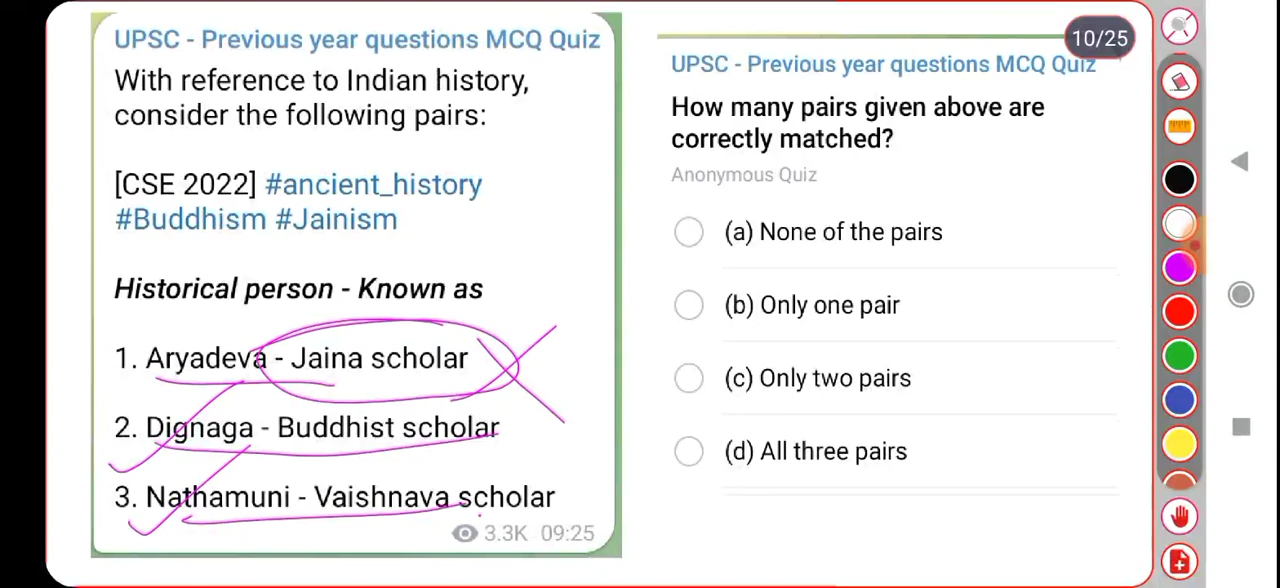 UPSC - Previous year questions MCQ Quiz
With reference to Indian history,
consider the following pairs:
[CSE 2022] #ancient_history
#Buddhism #Jainism
Historical person - Known as
1. Aryadeva - Jaina scholar
2. Dignaga - Buddhist scholar
3. Nathamuni - Vaishnava scholar
3.3K 09:25
10/25
UPSC - Previous year questions MCQ Quiz
How many pairs given above are
correctly matched?
Anonymous Quiz
(a) None of the pairs
(b) Only one pair
(c) Only two pairs
(d) All three pairs